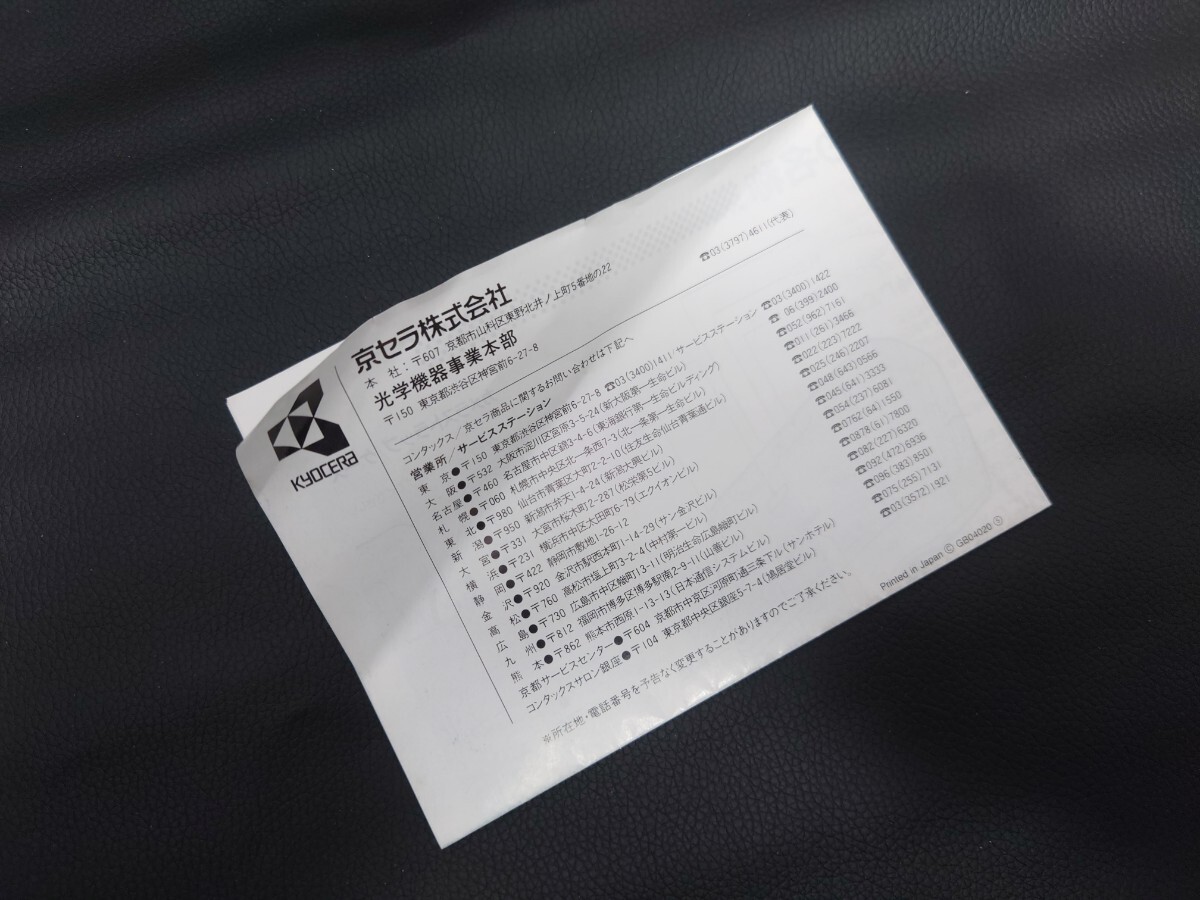 京セラ株式会社
本 社：〒607 京都市山科区東野北井ノ上町5番地の22
光学機器事業本部
〒150 東京都渋谷区神宮前6-27-8 ☎03(3797)4611(代表)
コンタックス／京セラ商品に関するお問い合わせは下記へ
営業所／サービスステーション
東京●〒150 東京都渋谷区神宮前6-27-8 ☎03(3400)1411 サービスステーション ☎03(3400)1422
大阪●〒532 大阪市淀川区宮原3-5-24(新大阪第一生命ビル) ☎06(399)2400
名古屋●〒460 名古屋市中区錦3-4-6(東海銀行第一生命ビルディング) ☎052(962)7161
札幌●〒060 札幌市中央区北一条西7-3(北一条第一生命ビル) ☎011(261)3466
東北●〒980 仙台市青葉区大町2-2-10(住友生命仙台青葉通ビル) ☎022(223)7222
新潟●〒950 新潟市弁天1-4-24(新潟大興ビル) ☎025(246)2207
大宮●〒331 大宮市桜木町2-287(松栄第5ビル) ☎048(643)0566
横浜●〒231 横浜市中区太田町6-79(エクイオンビル) ☎045(641)3333
静岡●〒422 静岡市敷地1-26-12 ☎054(237)6081
金沢●〒920 金沢市駅西本町1-14-29(サン金沢ビル) ☎0762(64)1550
高松●〒760 高松市塩上町3-2-4(中村第一ビル) ☎0878(61)7800
広島●〒730 広島市中区袋町13-11(明治生命広島袋町ビル) ☎082(227)6320
九州●〒812 福岡市博多区博多駅南2-9-11(山善ビル) ☎092(472)6936
熊本●〒862 熊本市西原1-13-13(日本通信システムビル) ☎096(383)8501
京都サービスセンター●〒604 京都市中京区河原町通三条下ル(サンホテル) ☎075(255)7131
コンタックスサロン銀座●〒104 東京都中央区銀座5-7-4(鳩居堂ビル) ☎03(3572)1921
※所在地・電話番号を予告なく変更することがありますのでご了承ください。
Printed in Japan Ⓒ GB04020 ①
KYOCERa